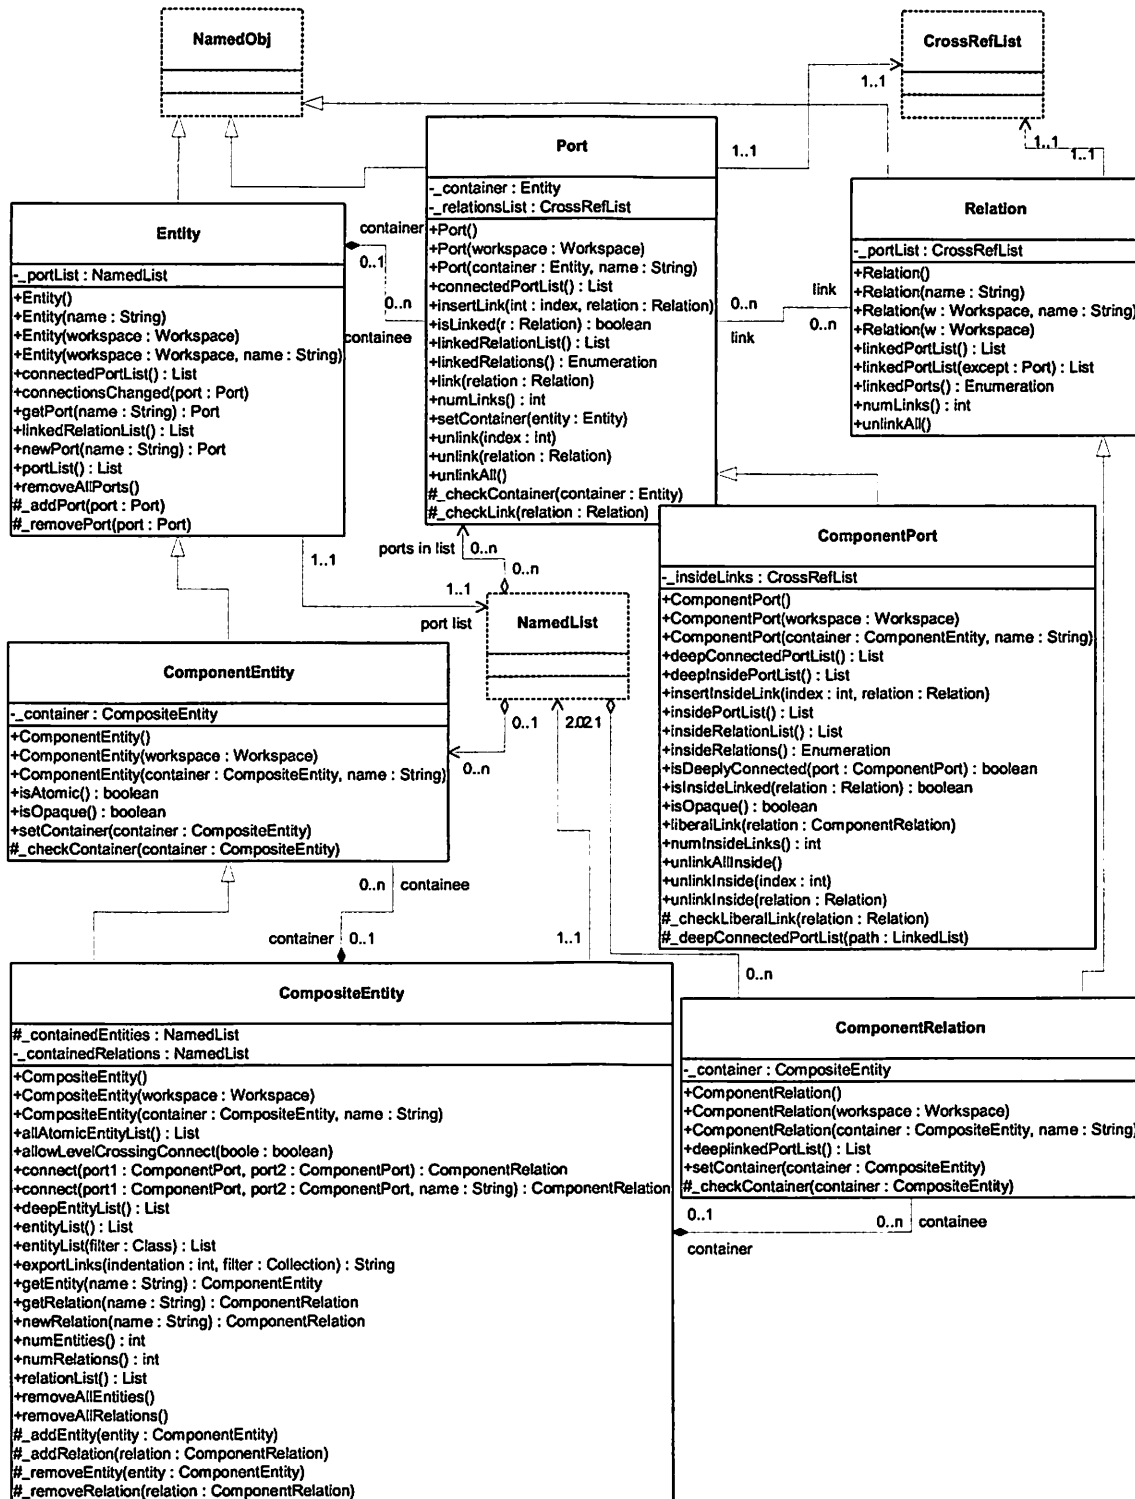 NamedObj
CrossRefList
1..1
Port
-_container : Entity
-_relationsList : CrossRefList
+Port()
+Port(workspace : Workspace)
+Port(container : Entity, name : String)
+connectedPortList() : List
+insertLink(int : index, relation : Relation)
+isLinked(r : Relation) : boolean
+linkedRelationList() : List
+linkedRelations() : Enumeration
+link(relation : Relation)
+numLinks() : int
+setContainer(entity : Entity)
+unlink(index : int)
+unlink(relation : Relation)
+unlinkAll()
#_checkContainer(container : Entity)
#_checkLink(relation : Relation)
1..1
1..1
1..1
Relation
-_portList : CrossRefList
+Relation()
+Relation(name : String)
+Relation(w : Workspace, name : String)
+Relation(w : Workspace)
+linkedPortList() : List
+linkedPortList(except : Port) : List
+linkedPorts() : Enumeration
+numLinks() : int
+unlinkAll()
Entity
-_portList : NamedList
+Entity()
+Entity(name : String)
+Entity(workspace : Workspace)
+Entity(workspace : Workspace, name : String)
+connectedPortList() : List
+connectionsChanged(port : Port)
+getPort(name : String) : Port
+linkedRelationList() : List
+newPort(name : String) : Port
+portList() : List
+removeAllPorts()
#_addPort(port : Port)
#_removePort(port : Port)
container
0..1
0..n
containee
link
0..n
0..n
link
ports in list
0..n
0..n
1..1
1..1
port list
NamedList
ComponentPort
-_insideLinks : CrossRefList
+ComponentPort()
+ComponentPort(workspace : Workspace)
+ComponentPort(container : ComponentEntity, name : String)
+deepConnectedPortList() : List
+deepInsidePortList() : List
+insertInsideLink(index : int, relation : Relation)
+insidePortList() : List
+insideRelationList() : List
+insideRelations() : Enumeration
+isDeeplyConnected(port : ComponentPort) : boolean
+isInsideLinked(relation : Relation) : boolean
+isOpaque() : boolean
+liberalLink(relation : ComponentRelation)
+numInsideLinks() : int
+unlinkAllInside()
+unlinkInside(index : int)
+unlinkInside(relation : Relation)
#_checkLiberalLink(relation : Relation)
#_deepConnectedPortList(path : LinkedList)
ComponentEntity
-_container : CompositeEntity
+ComponentEntity()
+ComponentEntity(workspace : Workspace)
+ComponentEntity(container : CompositeEntity, name : String)
+isAtomic() : boolean
+isOpaque() : boolean
+setContainer(container : CompositeEntity)
#_checkContainer(container : CompositeEntity)
0..1
0..n
0..n
containee
container
0..1
1..1
0..n
CompositeEntity
#_containedEntities : NamedList
-_containedRelations : NamedList
+CompositeEntity()
+CompositeEntity(workspace : Workspace)
+CompositeEntity(container : CompositeEntity, name : String)
+allAtomicEntityList() : List
+allowLevelCrossingConnect(boole : boolean)
+connect(port1 : ComponentPort, port2 : ComponentPort) : ComponentRelation
+connect(port1 : ComponentPort, port2 : ComponentPort, name : String) : ComponentRelation
+deepEntityList() : List
+entityList() : List
+entityList(filter : Class) : List
+exportLinks(indentation : int, filter : Collection) : String
+getEntity(name : String) : ComponentEntity
+getRelation(name : String) : ComponentRelation
+newRelation(name : String) : ComponentRelation
+numEntities() : int
+numRelations() : int
+relationList() : List
+removeAllEntities()
+removeAllRelations()
#_addEntity(entity : ComponentEntity)
#_addRelation(relation : ComponentRelation)
#_removeEntity(entity : ComponentEntity)
#_removeRelation(relation : ComponentRelation)
ComponentRelation
-_container : CompositeEntity
+ComponentRelation()
+ComponentRelation(workspace : Workspace)
+ComponentRelation(container : CompositeEntity, name : String)
+deeplinkedPortList() : List
+setContainer(container : CompositeEntity)
#_checkContainer(container : CompositeEntity)
0..1
container
0..n
containee